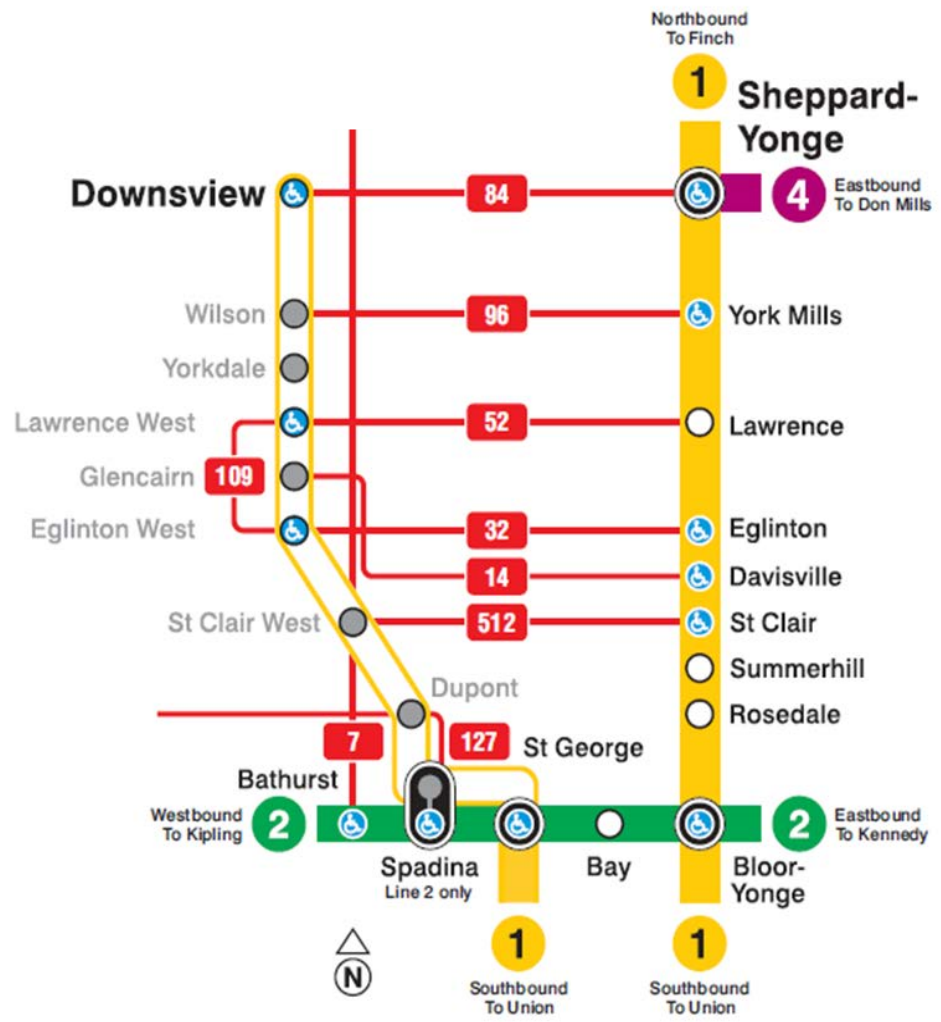 Northbound
To Finch
1
Sheppard-
Yonge
Downsview
84
4
Eastbound
To Don Mills
Wilson
96
York Mills
Yorkdale
Lawrence West
52
Lawrence
Glencairn
109
Eglinton West
32
Eglinton
14
Davisville
St Clair West
512
St Clair
Summerhill
Dupont
Rosedale
7
127
St George
Bathurst
Westbound
To Kipling
2
2
Eastbound
To Kennedy
Spadina
Line 2 only
Bay
Bloor-
Yonge
N
1
1
Southbound
To Union
Southbound
To Union